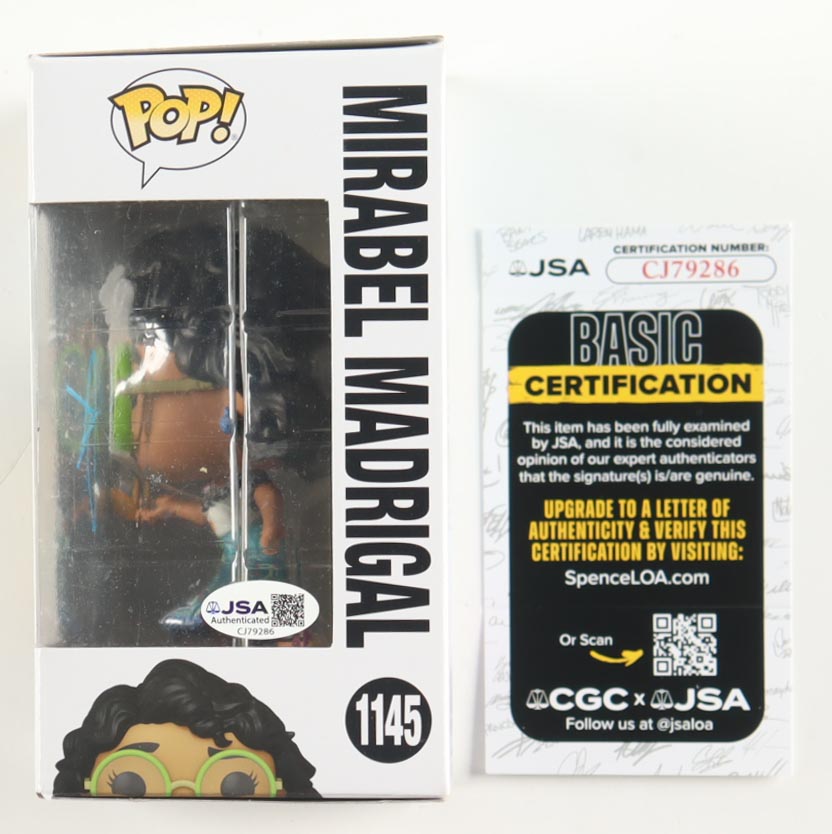 POP!
MIRABEL MADRIGAL
1145
JSA
Authenticated
CJ79286
LAREN HAMA
JSA
CERTIFICATION NUMBER:
CJ79286
BASIC
CERTIFICATION
This item has been fully examined
by JSA, and it is the considered
opinion of our expert authenticators
that the signature(s) is/are genuine.
UPGRADE TO A LETTER OF
AUTHENTICITY & VERIFY THIS
CERTIFICATION BY VISITING:
SpenceLOA.com
Or Scan
CGC x JSA
Follow us at @jsaloa